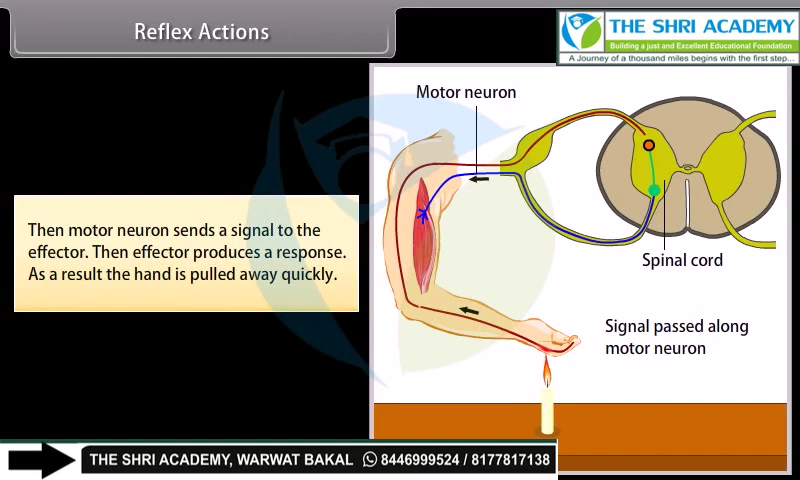 Reflex Actions
THE SHRI ACADEMY
Building a just and Excellent Educational Foundation
A Journey of a thousand miles begins with the first step...
Motor neuron
Then motor neuron sends a signal to the
effector. Then effector produces a response.
As a result the hand is pulled away quickly.
Spinal cord
Signal passed along
motor neuron
THE SHRI ACADEMY, WARWAT BAKAL 8446999524 / 8177817138